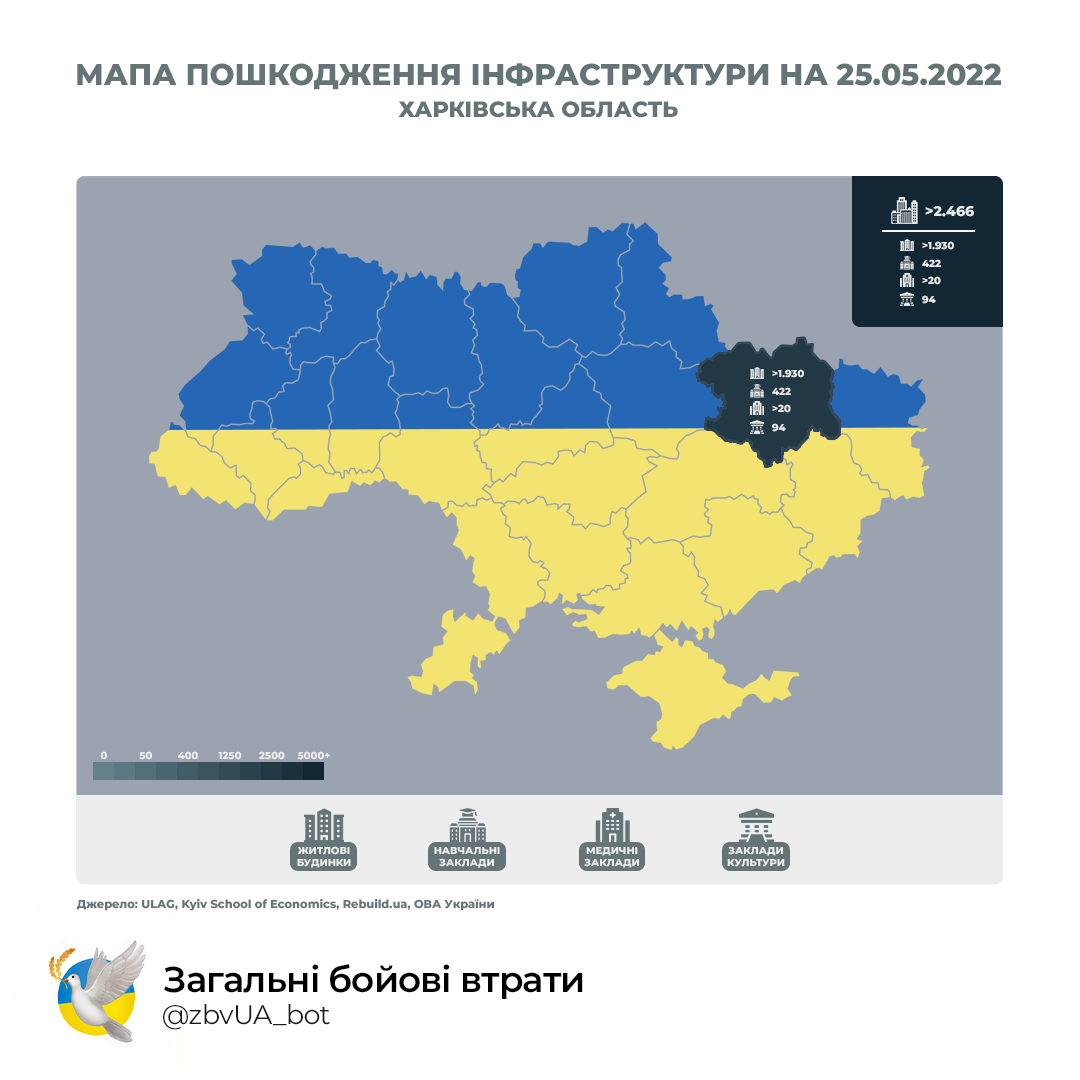 МАПА ПОШКОДЖЕННЯ ІНФРАСТРУКТУРИ НА 25.05.2022
ХАРКІВСЬКА ОБЛАСТЬ
>2.466
>1.930
422
>20
94
>1.930
422
>20
94
0 50 400 1250 2500 5000+
ЖИТЛОВІ
БУДИНКИ
НАВЧАЛЬНІ
ЗАКЛАДИ
МЕДИЧНІ
ЗАКЛАДИ
ЗАКЛАДИ
КУЛЬТУРИ
Джерело: ULAG, Kyiv School of Economics, Rebuild.ua, ОВА України
Загальні бойові втрати
@zbvUA_bot